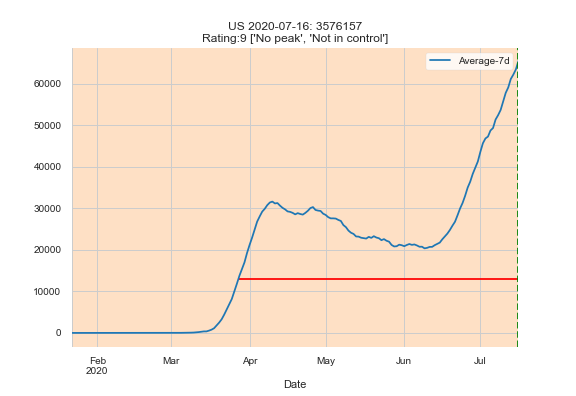 US 2020-07-16: 3576157
Rating:9 ['No peak', 'Not in control']
Average-7d
60000
50000
40000
30000
20000
10000
0
Feb
2020
Mar
Apr
May
Jun
Jul
Date